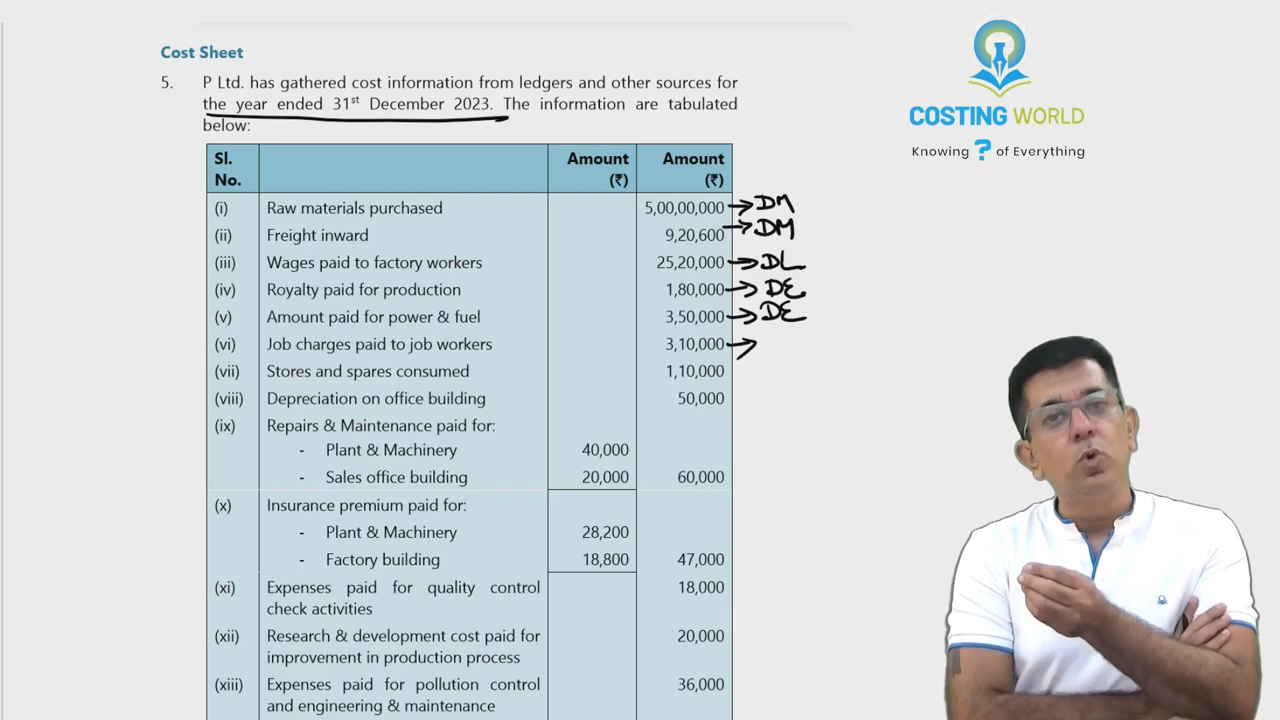 Cost Sheet
5. P Ltd. has gathered cost information from ledgers and other sources for
the year ended 31st December 2023. The information are tabulated
below:
Sl. No. Amount (₹) Amount (₹)
(i) Raw materials purchased 5,00,00,000 → DM
(ii) Freight inward 9,20,600 → DM
(iii) Wages paid to factory workers 25,20,000 → DL
(iv) Royalty paid for production 1,80,000 → DE
(v) Amount paid for power & fuel 3,50,000 → DE
(vi) Job charges paid to job workers 3,10,000 →
(vii) Stores and spares consumed 1,10,000
(viii) Depreciation on office building 50,000
(ix) Repairs & Maintenance paid for:
- Plant & Machinery 40,000
- Sales office building 20,000 60,000
(x) Insurance premium paid for:
- Plant & Machinery 28,200
- Factory building 18,800 47,000
(xi) Expenses paid for quality control 18,000
check activities
(xii) Research & development cost paid for 20,000
improvement in production process
(xiii) Expenses paid for pollution control 36,000
and engineering & maintenance
COSTING WORLD
Knowing ? of Everything